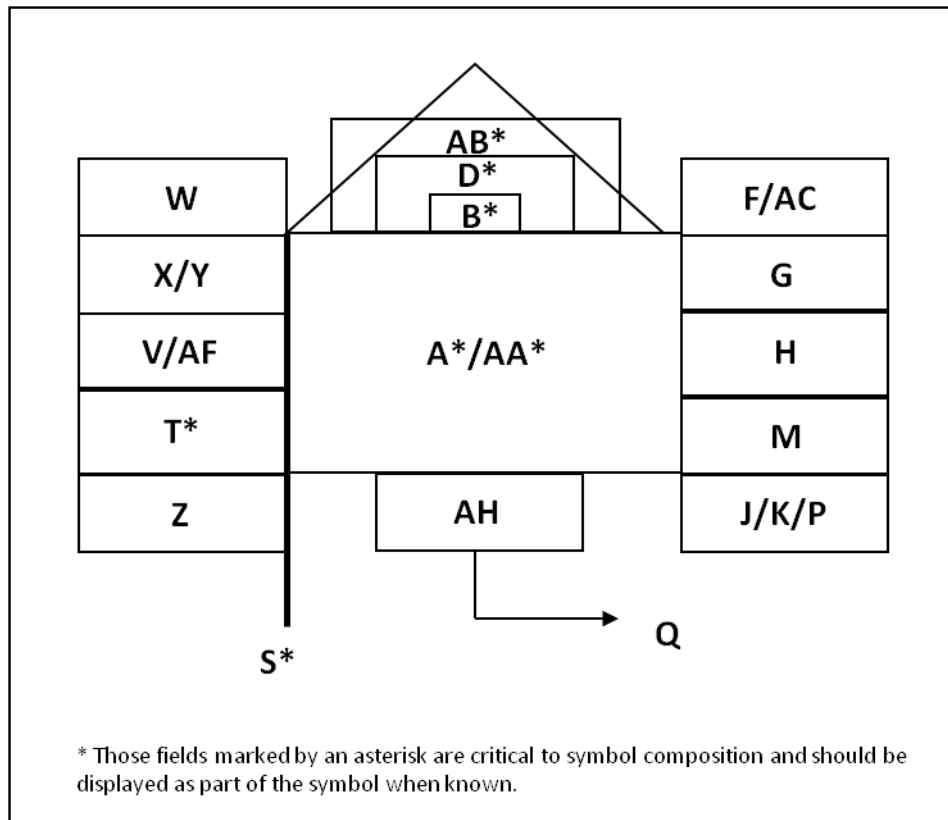 AB*
D*
B*
W
F/AC
X/Y
G
V/AF
A*/AA*
H
T*
M
Z
AH
J/K/P
Q
S*
* Those fields marked by an asterisk are critical to symbol composition and should be
displayed as part of the symbol when known.